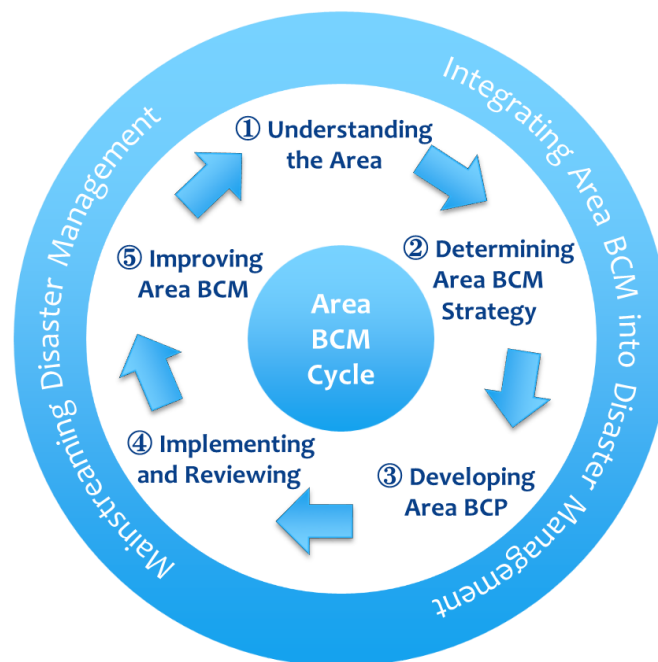 Mainstreaming Disaster Management
Integrating Area BCM into Disaster Management
① Understanding
the Area
② Determining
Area BCM
Strategy
③ Developing
Area BCP
④ Implementing
and Reviewing
⑤ Improving
Area BCM
Area
BCM
Cycle